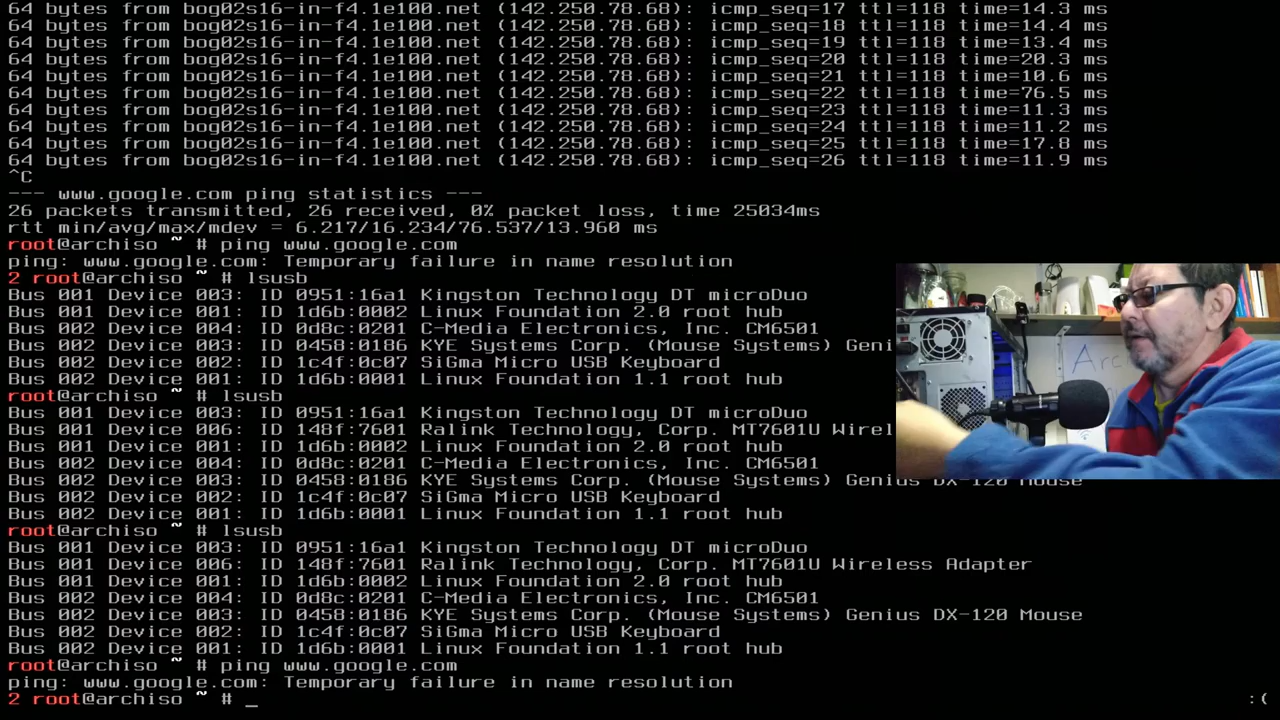 64 bytes from bog02s16-in-f4.1e100.net (142.250.78.68): icmp_seq=17 ttl=118 time=14.3 ms
64 bytes from bog02s16-in-f4.1e100.net (142.250.78.68): icmp_seq=18 ttl=118 time=14.4 ms
64 bytes from bog02s16-in-f4.1e100.net (142.250.78.68): icmp_seq=19 ttl=118 time=13.4 ms
64 bytes from bog02s16-in-f4.1e100.net (142.250.78.68): icmp_seq=20 ttl=118 time=20.3 ms
64 bytes from bog02s16-in-f4.1e100.net (142.250.78.68): icmp_seq=21 ttl=118 time=10.6 ms
64 bytes from bog02s16-in-f4.1e100.net (142.250.78.68): icmp_seq=22 ttl=118 time=76.5 ms
64 bytes from bog02s16-in-f4.1e100.net (142.250.78.68): icmp_seq=23 ttl=118 time=11.3 ms
64 bytes from bog02s16-in-f4.1e100.net (142.250.78.68): icmp_seq=24 ttl=118 time=11.2 ms
64 bytes from bog02s16-in-f4.1e100.net (142.250.78.68): icmp_seq=25 ttl=118 time=17.8 ms
64 bytes from bog02s16-in-f4.1e100.net (142.250.78.68): icmp_seq=26 ttl=118 time=11.9 ms
^C
--- www.google.com ping statistics ---
26 packets transmitted, 26 received, 0% packet loss, time 25034ms
rtt min/avg/max/mdev = 6.217/16.234/76.537/13.960 ms
root@archiso ~ # ping www.google.com
ping: www.google.com: Temporary failure in name resolution
2 root@archiso ~ # lsusb
Bus 001 Device 003: ID 0951:16a1 Kingston Technology DT microDuo
Bus 001 Device 001: ID 1d6b:0002 Linux Foundation 2.0 root hub
Bus 002 Device 004: ID 0d8c:0201 C-Media Electronics, Inc. CM6501
Bus 002 Device 003: ID 0458:0186 KYE Systems Corp. (Mouse Systems) Geni
Bus 002 Device 002: ID 1c4f:0c07 SiGma Micro USB Keyboard
Bus 002 Device 001: ID 1d6b:0001 Linux Foundation 1.1 root hub
root@archiso ~ # lsusb
Bus 001 Device 003: ID 0951:16a1 Kingston Technology DT microDuo
Bus 001 Device 006: ID 148f:7601 Ralink Technology, Corp. MT7601U Wirel
Bus 001 Device 001: ID 1d6b:0002 Linux Foundation 2.0 root hub
Bus 002 Device 004: ID 0d8c:0201 C-Media Electronics, Inc. CM6501
Bus 002 Device 003: ID 0458:0186 KYE Systems Corp. (Mouse Systems) Genius DX-120 Mouse
Bus 002 Device 002: ID 1c4f:0c07 SiGma Micro USB Keyboard
Bus 002 Device 001: ID 1d6b:0001 Linux Foundation 1.1 root hub
root@archiso ~ # lsusb
Bus 001 Device 003: ID 0951:16a1 Kingston Technology DT microDuo
Bus 001 Device 006: ID 148f:7601 Ralink Technology, Corp. MT7601U Wireless Adapter
Bus 001 Device 001: ID 1d6b:0002 Linux Foundation 2.0 root hub
Bus 002 Device 004: ID 0d8c:0201 C-Media Electronics, Inc. CM6501
Bus 002 Device 003: ID 0458:0186 KYE Systems Corp. (Mouse Systems) Genius DX-120 Mouse
Bus 002 Device 002: ID 1c4f:0c07 SiGma Micro USB Keyboard
Bus 002 Device 001: ID 1d6b:0001 Linux Foundation 1.1 root hub
root@archiso ~ # ping www.google.com
ping: www.google.com: Temporary failure in name resolution
2 root@archiso ~ # _ :(